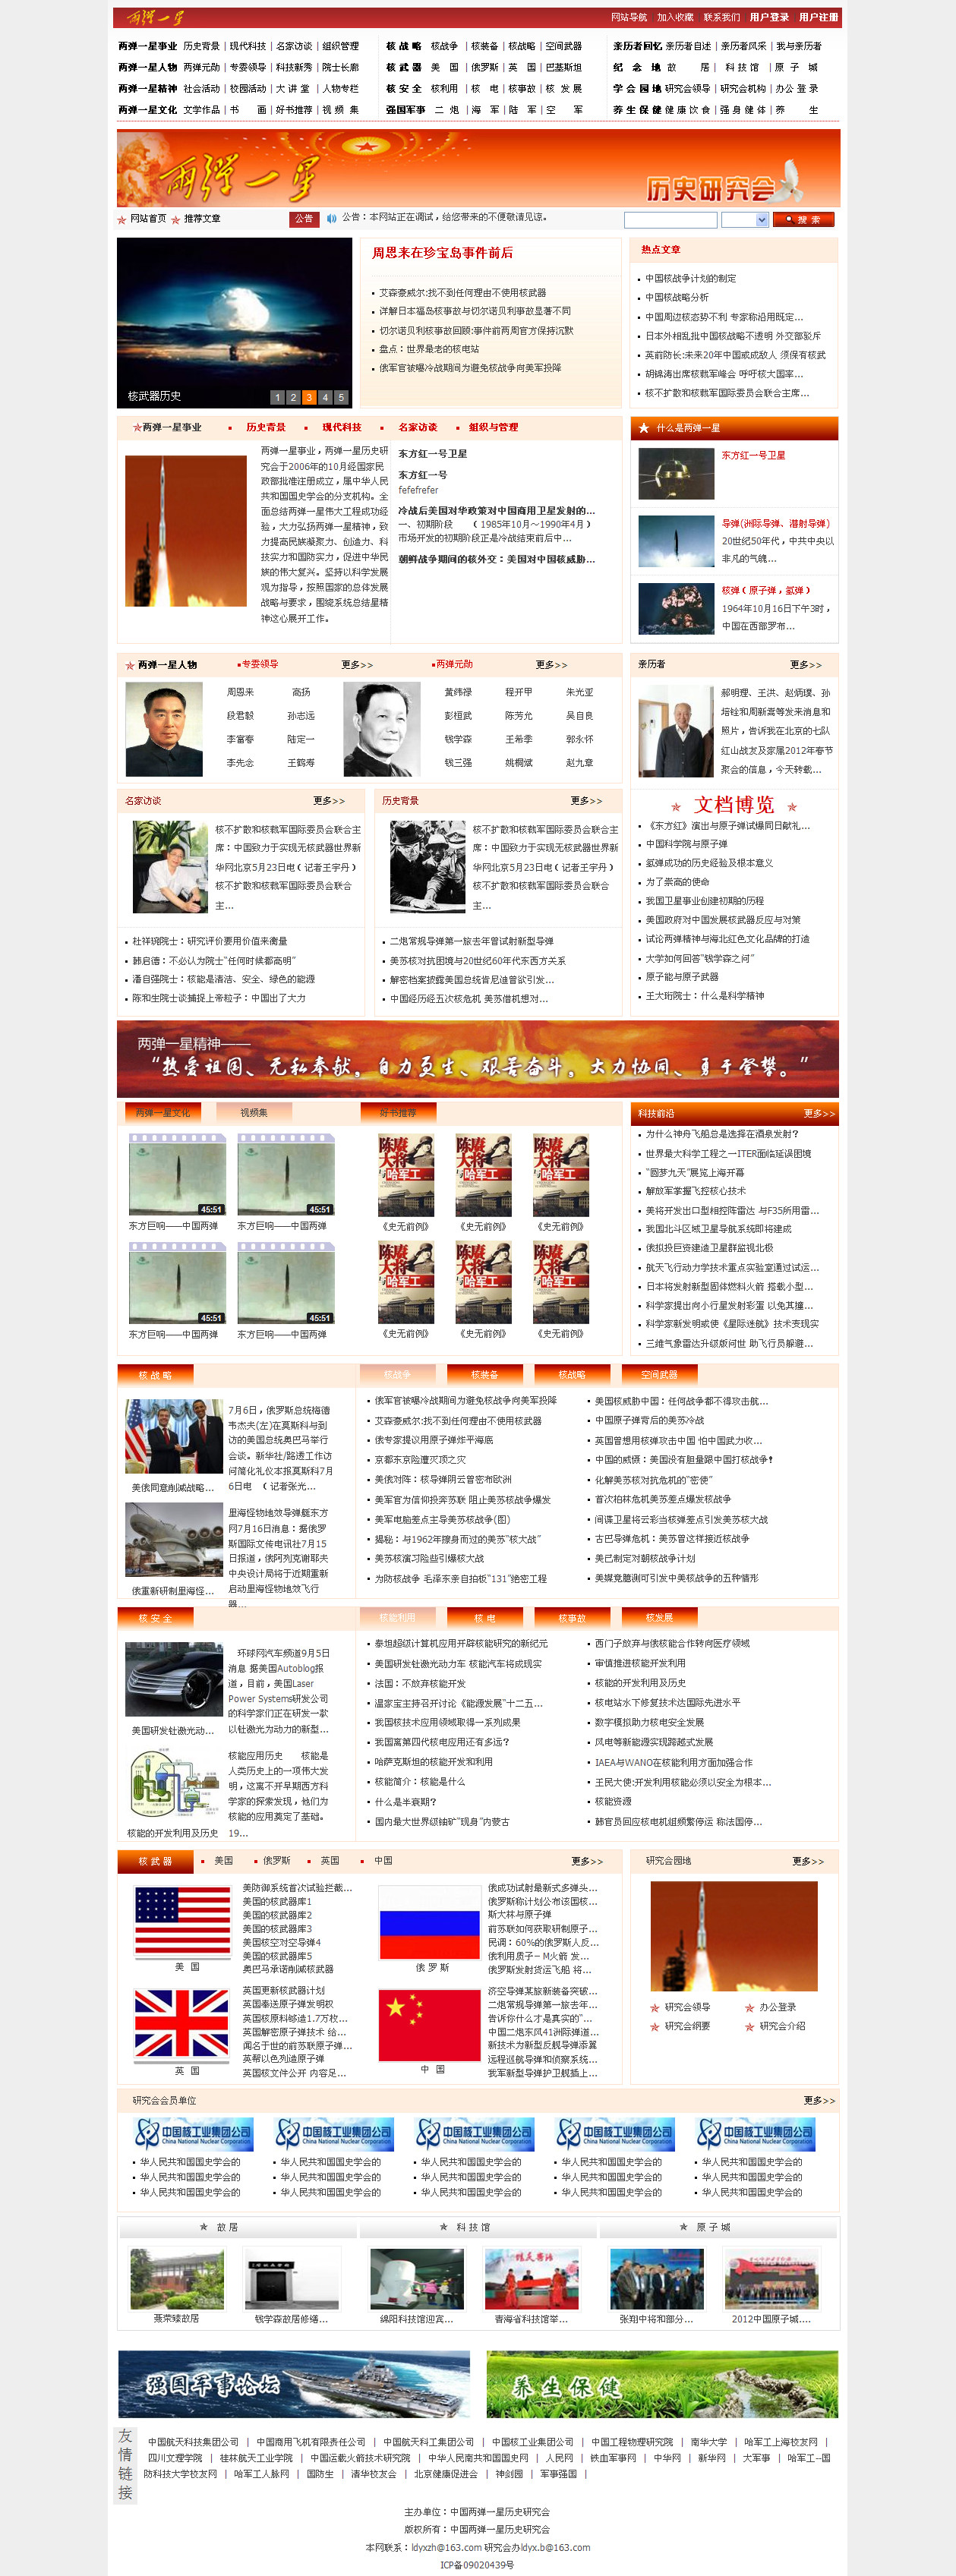 两弹一星
网站导航 加入收藏 联系我们 用户登录 用户注册
两弹一星事业 历史背景 | 现代科技 | 名家访谈 | 组织管理
核 战 略 核战争 | 核装备 | 核战略 | 空间武器
亲历者回忆 亲历者自述 | 亲历者风采 | 我与亲历者
两弹一星人物 两弹元勋 | 专委领导 | 科技新秀 | 院士长廊
核 武 器 美 国 | 俄罗斯 | 英 国 | 巴基斯坦
纪 念 地 故 居 | 科 技 馆 | 原 子 城
两弹一星精神 社会活动 | 校园活动 | 大 讲 堂 | 人物专栏
核 安 全 核利用 | 核 电 | 核事故 | 核 发 展
学 会 园 地 研究会领导 | 研究会机构 | 办 公 登 录
两弹一星文化 文学作品 | 书 画 | 好书推荐 | 视 频 集
强国军事 二 炮 | 海 军 | 陆 军 | 空 军
养 生 保 健 健 康 饮 食 | 强 身 健 体 | 养 生
两弹一星
历史研究会
网站首页 推荐文章 公告 公告：本网站正在调试，给您带来的不便敬请见谅。 搜 索
核武器历史
1 2 3 4 5
周恩来在珍宝岛事件前后
艾森豪威尔:找不到任何理由不使用核武器
详解日本福岛核事故与切尔诺贝利事故显著不同
切尔诺贝利核事故回顾:事件前两周官方保持沉默
盘点：世界最老的核电站
俄军官被曝冷战期间为避免核战争向美军投降
热点文章
中国核战争计划的制定
中国核战略分析
中国周边核态势不利 专家称沿用既定...
日本外相乱批中国核战略不透明 外交部驳斥
英前防长:未来20年中国或成敌人 须保有核武
胡锦涛出席核裁军峰会 呼吁核大国率...
核不扩散和核裁军国际委员会联合主席...
两弹一星事业 历史背景 现代科技 名家访谈 组织与管理
两弹一星事业，两弹一星历史研
究会于2006年的10月经国家民
政部批准注册成立，属中华人民
共和国国史学会的分支机构。全
面总结两弹一星伟大工程成功经
验，大力弘扬两弹一星精神，致
力提高民族凝聚力、创造力、科
技实力和国防实力，促进中华民
族的伟大复兴。坚持以科学发展
观为指导，按照国家的总体发展
战略与要求，围绕系统总结星精
神这心展开工作。
东方红一号卫星
东方红一号
fefefrefer
冷战后美国对华政策对中国商用卫星发射的...
一、初期阶段 （1985年10月～1990年4月）
市场开发的初期阶段正是冷战结束前后中...
朝鲜战争期间的核外交：美国对中国核威胁...
什么是两弹一星
东方红一号卫星
导弹(洲际导弹、潜射导弹)
20世纪50年代，中共中央以
非凡的气魄...
核弹（原子弹，氢弹）
1964年10月16日下午3时，
中国在西部罗布...
两弹一星人物 专委领导 更多>> 两弹元勋 更多>>
周恩来 高扬
段君毅 孙志远
李富春 陆定一
李先念 王鹤寿
黄纬禄 程开甲 朱光亚
彭桓武 陈芳允 吴自良
钱学森 王希季 郭永怀
钱三强 姚桐斌 赵九章
亲历者 更多>>
郝明理、王洪、赵炳璞、孙
培铨和周新嵩等发来消息和
照片，告诉我在北京的七队
红山战友及家属2012年春节
聚会的信息，今天转载...
名家访谈 更多>>
核不扩散和核裁军国际委员会联合主
席：中国致力于实现无核武器世界新
华网北京5月23日电（记者王宇丹）
核不扩散和核裁军国际委员会联合
主...
杜祥琬院士：研究评价要用价值来衡量
韩启德：不必认为院士"任何时候都高明"
潘自强院士：核能是清洁、安全、绿色的能源
陈和生院士谈捕捉上帝粒子：中国出了大力
历史背景 更多>>
核不扩散和核裁军国际委员会联合主
席：中国致力于实现无核武器世界新
华网北京5月23日电（记者王宇丹）
核不扩散和核裁军国际委员会联合
主...
二炮常规导弹第一旅去年曾试射新型导弹
美苏核对抗困境与20世纪60年代东西方关系
解密档案披露美国总统肯尼迪曾欲引发...
中国经历经五次核危机 美苏借机想对...
文档博览
《东方红》演出与原子弹试爆同日献礼...
中国科学院与原子弹
氢弹成功的历史经验及根本意义
为了崇高的使命
我国卫星事业创建初期的历程
美国政府对中国发展核武器反应与对策
试论两弹精神与海北红色文化品牌的打造
大学如何回答"钱学森之问"
原子能与原子武器
王大珩院士：什么是科学精神
两弹一星精神——
“热爱祖国、无私奉献，自力更生、艰苦奋斗，大力协同、勇于登攀。”
两弹一星文化 视频集 好书推荐
45:51 45:51
东方巨响——中国两弹 东方巨响——中国两弹
45:51 45:51
东方巨响——中国两弹 东方巨响——中国两弹
陈赓大将与哈军工 陈赓大将与哈军工 陈赓大将与哈军工
《史无前例》 《史无前例》 《史无前例》
陈赓大将与哈军工 陈赓大将与哈军工 陈赓大将与哈军工
《史无前例》 《史无前例》 《史无前例》
科技前沿 更多>>
为什么神舟飞船总是选择在酒泉发射？
世界最大科学工程之一ITER面临延误困境
"圆梦九天"展览上海开幕
解放军掌握飞控核心技术
美将开发出口型相控阵雷达 与F35所用雷...
我国北斗区域卫星导航系统即将建成
俄拟投巨资建造卫星群监视北极
航天飞行动力学技术重点实验室通过试运...
日本将发射新型固体燃料火箭 搭载小型...
科学家提出向小行星发射彩蛋 以免其撞...
科学家新发明或使《星际迷航》技术变现实
三维气象雷达升级版问世 助飞行员躲避...
核 战 略 核战争 核装备 核战略 空间武器
美俄同意削减战略...
7月6日，俄罗斯总统梅德
韦杰夫(左)在莫斯科与到
访的美国总统奥巴马举行
会谈。新华社/路透工作访
问简化礼仪本报莫斯科7月
6日电 （记者张光...
俄重新研制里海怪...
里海怪物地效导弹艇东方
网7月16日消息：据俄罗
斯国际文传电讯社7月15
日报道，俄阿列克谢耶夫
中央设计局将于近期重新
启动里海怪物地效飞行
器...
俄军官被曝冷战期间为避免核战争向美军投降
艾森豪威尔:找不到任何理由不使用核武器
俄专家提议用原子弹炸平海底
京都东京险遭灭顶之灾
美俄对阵：核导弹阴云曾密布欧洲
美军官为信仰投奔苏联 阻止美苏核战争爆发
美军电脑差点主导美苏核战争(图)
揭秘：与1962年擦身而过的美苏"核大战"
美苏核演习险些引爆核大战
为防核战争 毛泽东亲自拍板"131"绝密工程
美国核威胁中国：任何战争都不得攻击航...
中国原子弹背后的美苏冷战
英国曾想用核弹攻击中国 怕中国武力收...
中国的威慑：美国没有胆量跟中国打核战争!
化解美苏核对抗危机的"密使"
首次柏林危机美苏差点爆发核战争
间谍卫星将云彩当核弹差点引发美苏核大战
古巴导弹危机：美苏曾这样接近核战争
美已制定对朝核战争计划
美媒竟臆测可引发中美核战争的五种情形
核 安 全 核能利用 核 电 核事故 核发展
美国研发钍激光动...
环球网汽车频道9月5日
消息 据美国Autoblog报
道，目前，美国Laser
Power Systems研发公司
的科学家们正在研发一款
以钍激光为动力的新型...
核能的开发利用及历史
核能应用历史 核能是
人类历史上的一项伟大发
明，这离不开早期西方科
学家的探索发现，他们为
核能的应用奠定了基础。
19...
泰坦超级计算机应用开辟核能研究的新纪元
美国研发钍激光动力车 核能汽车将成现实
法国：不放弃核能开发
温家宝主持召开讨论《能源发展"十二五...
我国核技术应用领域取得一系列成果
我国离第四代核电应用还有多远？
哈萨克斯坦的核能开发和利用
核能简介：核能是什么
什么是半衰期？
国内最大世界级铀矿"现身"内蒙古
西门子放弃与俄核能合作转向医疗领域
审慎推进核能开发利用
核能的开发利用及历史
核电站水下修复技术达国际先进水平
数字模拟助力核电安全发展
风电等新能源实现跨越式发展
IAEA与WANO在核能利用方面加强合作
王民大使:开发利用核能必须以安全为根本...
核能资源
韩官员回应核电机组频繁停运 称法国停...
核 武 器 美国 俄罗斯 英国 中国 更多>>
美 国
美防御系统首次试验拦截...
美国的核武器库1
美国的核武器库2
美国的核武器库3
美国核空对空导弹4
美国的核武器库5
奥巴马承诺削减核武器
俄 罗 斯
俄成功试射最新式多弹头...
俄罗斯称计划公布该国核...
斯大林与原子弹
前苏联如何获取研制原子...
民调：60%的俄罗斯人反...
俄利用质子－M火箭 发...
俄罗斯发射货运飞船 将...
英 国
英国更新核武器计划
英国奉送原子弹发明权
英国核原料够造1.7万枚...
英国解密原子弹技术 给...
闻名于世的前苏联原子弹...
英帮以色列造原子弹
英国核文件公开 内容足...
中 国
济空导弹某旅新装备突破...
二炮常规导弹第一旅去年...
告诉你什么才是真实的"...
中国二炮东风41洲际弹道...
新技术为新型反舰导弹添翼
远程巡航导弹和侦察系统...
我军新型导弹护卫舰插上...
研究会园地 更多>>
研究会领导 办公登录
研究会纲要 研究会介绍
研究会会员单位 更多>>
中国核工业集团公司 中国核工业集团公司 中国核工业集团公司 中国核工业集团公司 中国核工业集团公司
China National Nuclear Corporation China National Nuclear Corporation China National Nuclear Corporation China National Nuclear Corporation China National Nuclear Corporation
华人民共和国国史学会的 华人民共和国国史学会的 华人民共和国国史学会的 华人民共和国国史学会的 华人民共和国国史学会的
华人民共和国国史学会的 华人民共和国国史学会的 华人民共和国国史学会的 华人民共和国国史学会的 华人民共和国国史学会的
华人民共和国国史学会的 华人民共和国国史学会的 华人民共和国国史学会的 华人民共和国国史学会的 华人民共和国国史学会的
故 居 科 技 馆 原 子 城
聂荣臻故居 钱学森故居修缮... 绵阳科技馆迎宾... 青海省科技馆举... 张翔中将和部分... 2012中国原子城....
强国军事论坛 养生保健
友情链接
中国航天科技集团公司 | 中国商用飞机有限责任公司 | 中国航天科工集团公司 | 中国核工业集团公司 | 中国工程物理研究院 | 南华大学 | 哈军工上海校友网 |
四川文理学院 | 桂林航天工业学院 | 中国运载火箭技术研究院 | 中华人民南共和国国史网 | 人民网 | 铁血军事网 | 中华网 | 新华网 | 大军事 | 哈军工-国
防科技大学校友网 | 哈军工人脉网 | 国防生 | 清华校友会 | 北京健康促进会 | 神剑园 | 军事强国 |
主办单位：中国两弹一星历史研究会
版权所有：中国两弹一星历史研究会
本网联系：ldyxzh@163.com 研究会办ldyx.b@163.com
ICP备09020439号